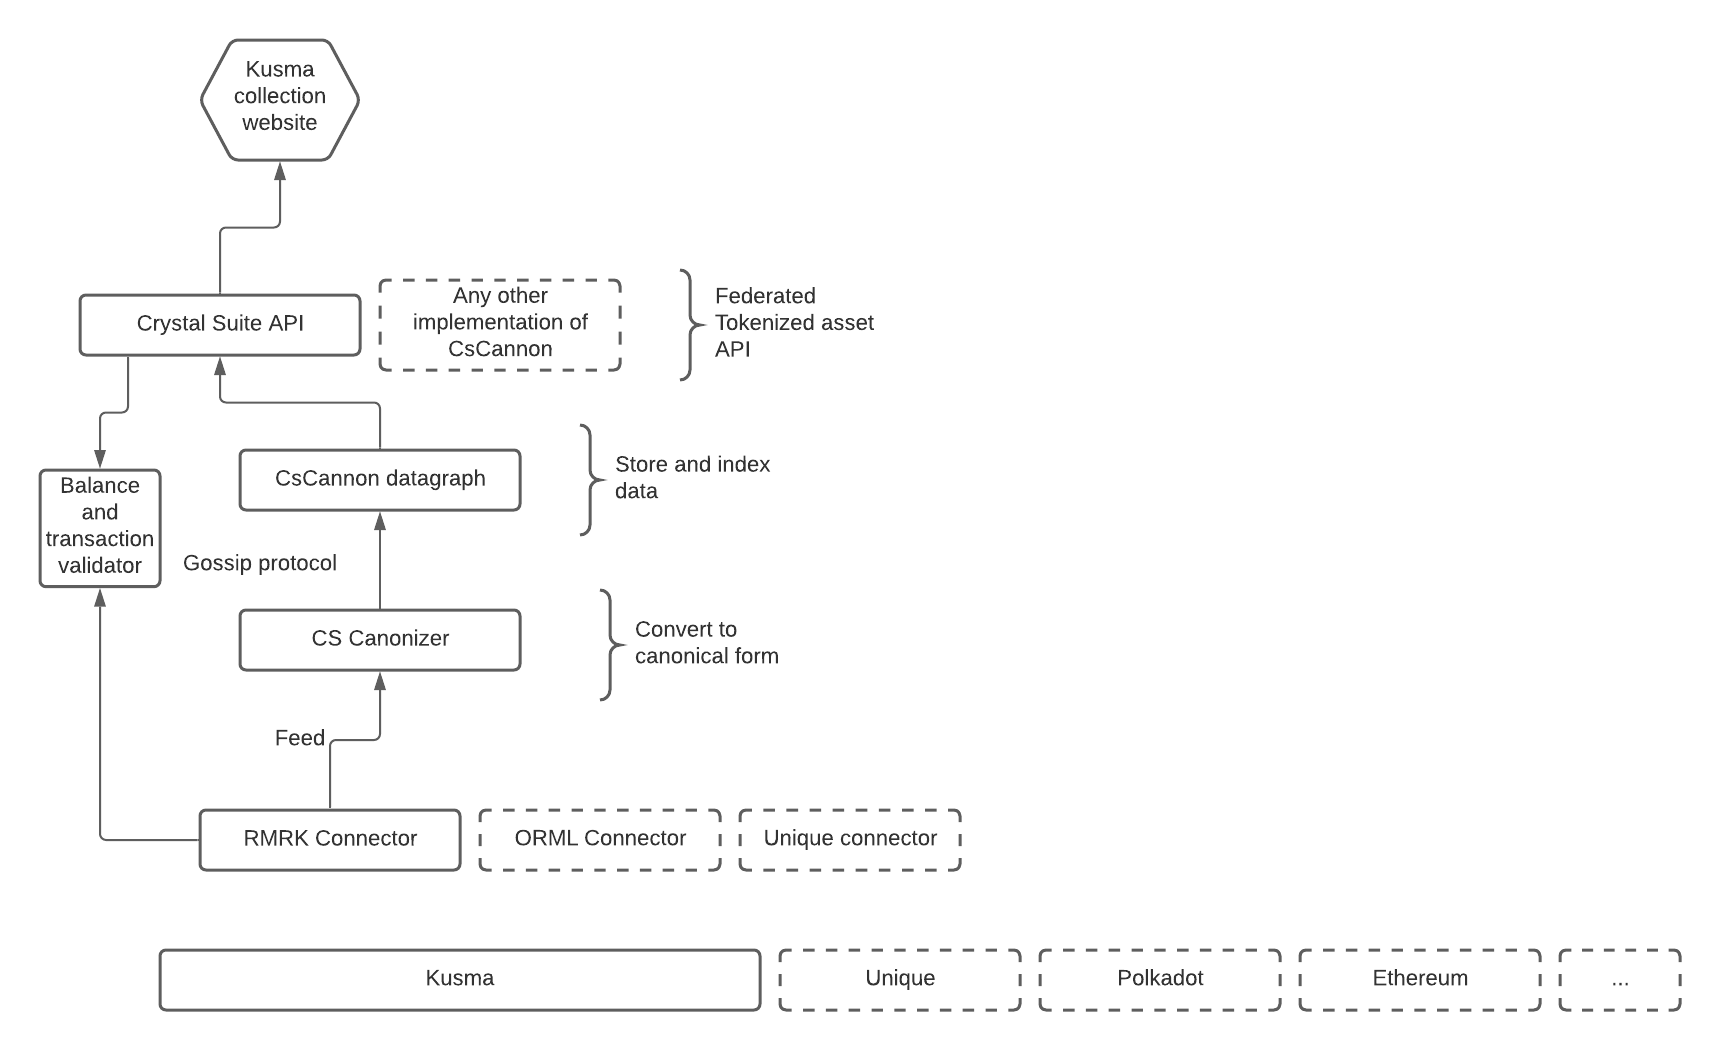 Kusma
collection
website
Crystal Suite API
Any other
implementation of
CsCannon
Federated
Tokenized asset
API
CsCannon datagraph
Store and index
data
Balance
and
transaction
validator
Gossip protocol
CS Canonizer
Convert to
canonical form
Feed
RMRK Connector
ORML Connector
Unique connector
Kusma
Unique
Polkadot
Ethereum
...